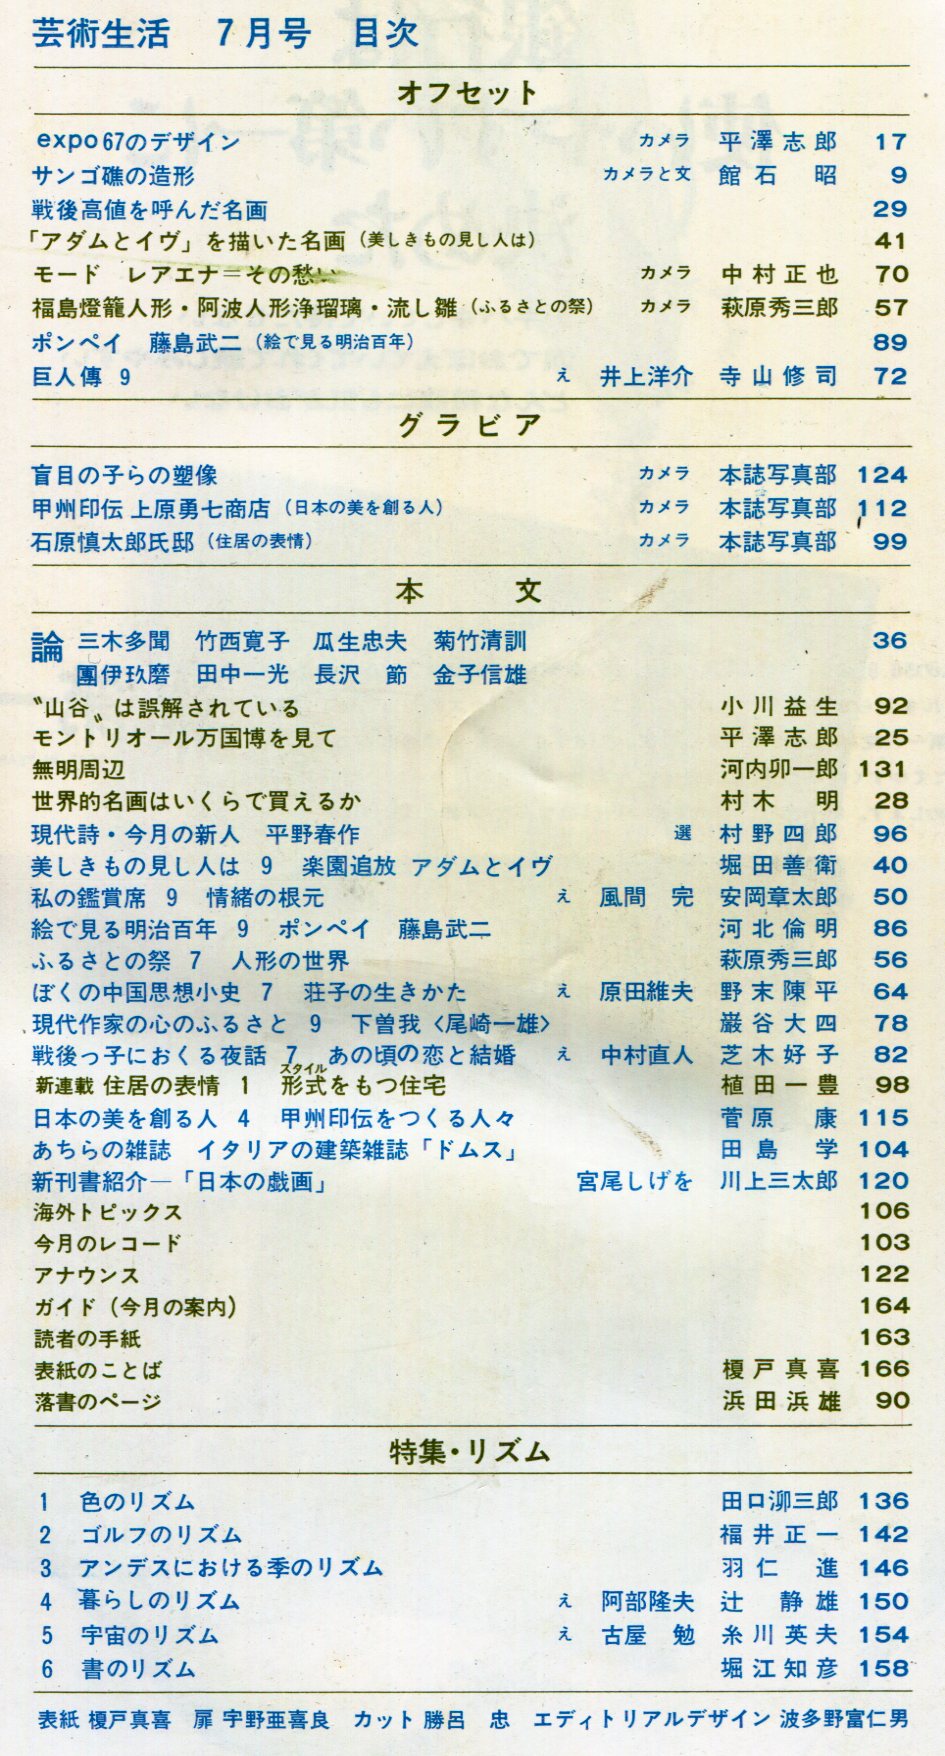 芸術生活 7月号 目次
オフセット
expo67のデザイン カメラ 平澤志郎 17
サンゴ礁の造形 カメラと文 館石 昭 9
戦後高値を呼んだ名画 29
「アダムとイヴ」を描いた名画（美しきもの見し人は） 41
モード レアエナ＝その愁い カメラ 中村正也 70
福島燈籠人形・阿波人形浄瑠璃・流し雛（ふるさとの祭） カメラ 萩原秀三郎 57
ポンペイ 藤島武二（絵で見る明治百年） 89
巨人傳 9 え 井上洋介 寺山修司 72
グラビア
盲目の子らの塑像 カメラ 本誌写真部 124
甲州印伝 上原勇七商店（日本の美を創る人） カメラ 本誌写真部 112
石原慎太郎氏邸（住居の表情） カメラ 本誌写真部 99
本文
論 三木多聞 竹西寛子 瓜生忠夫 菊竹清訓 36
團伊玖磨 田中一光 長沢 節 金子信雄
〝山谷〟は誤解されている 小川益生 92
モントリオール万国博を見て 平澤志郎 25
無明周辺 河内卯一郎 131
世界的名画はいくらで買えるか 村木 明 28
現代詩・今月の新人 平野春作 選 村野四郎 96
美しきもの見し人は 9 楽園追放 アダムとイヴ 堀田善衛 40
私の鑑賞席 9 情緒の根元 え 風間 完 安岡章太郎 50
絵で見る明治百年 9 ポンペイ 藤島武二 河北倫明 86
ふるさとの祭 7 人形の世界 萩原秀三郎 56
ぼくの中国思想小史 7 荘子の生きかた え 原田維夫 野末陳平 64
現代作家の心のふるさと 9 下曽我〈尾崎一雄〉 巌谷大四 78
戦後っ子におくる夜話 7 あの頃の恋と結婚 え 中村直人 芝木好子 82
新連載 住居の表情 1 形式をもつ住宅 植田一豊 98
スタイル
日本の美を創る人 4 甲州印伝をつくる人々 菅原 康 115
あちらの雑誌 イタリアの建築雑誌「ドムス」 田島 学 104
新刊書紹介―「日本の戯画」 宮尾しげを 川上三太郎 120
海外トピックス 106
今月のレコード 103
アナウンス 122
ガイド（今月の案内） 164
読者の手紙 163
表紙のことば 榎戸真喜 166
落書のページ 浜田浜雄 90
特集・リズム
1 色のリズム 田口泖三郎 136
2 ゴルフのリズム 福井正一 142
3 アンデスにおける季のリズム 羽仁 進 146
4 暮らしのリズム え 阿部隆夫 辻 静雄 150
5 宇宙のリズム え 古屋 勉 糸川英夫 154
6 書のリズム 堀江知彦 158
表紙 榎戸真喜 扉 宇野亜喜良 カット 勝呂 忠 エディトリアルデザイン 波多野富仁男